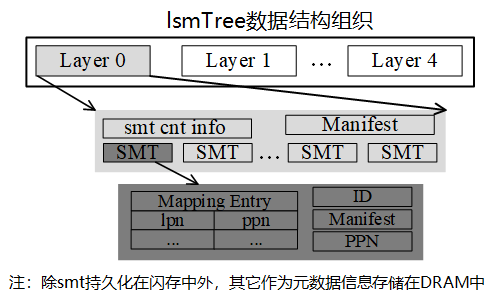 lsmTree数据结构组织
Layer 0 Layer 1 ... Layer 4
smt cnt info Manifest
SMT SMT ... SMT SMT
Mapping Entry ID
lpn ppn Manifest
... ... PPN
注：除smt持久化在闪存中外，其它作为元数据信息存储在DRAM中